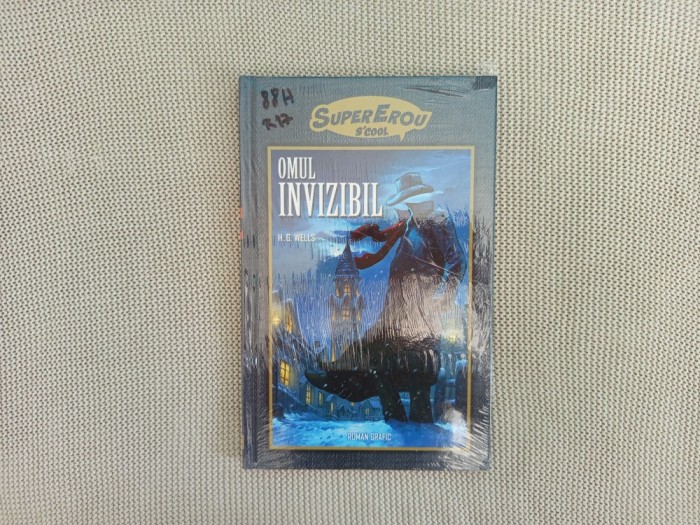 88H
R17
SUPEREROU
S'COOL
OMUL
INVIZIBIL
H. G. WELLS
ROMAN GRAFIC